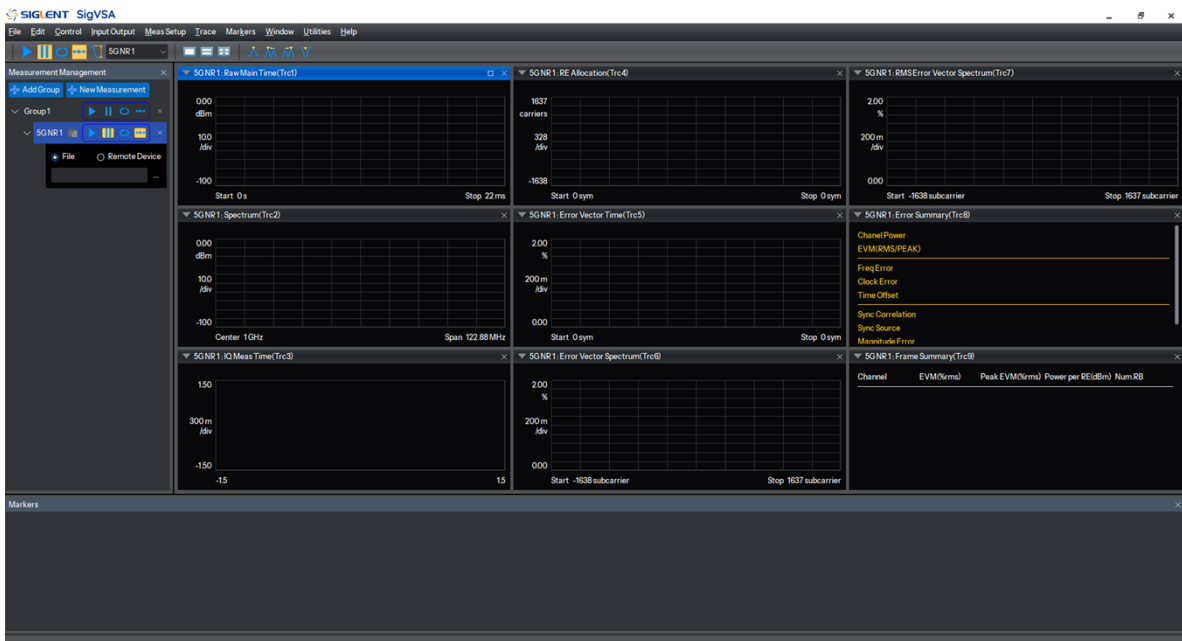 SIGLENT SigVSA
File Edit Control Input Output Meas Setup Trace Markers Window Utilities Help
5GNR1
Measurement Management
Add Group New Measurement
Group1
5GNR1
File Remote Device
...
5GNR1: Raw Main Time(Trc1)
0.00
dBm
10.0
/div
-100
Start 0 s Stop 22 ms
5GNR1: RE Allocation(Trc4)
1637
carriers
328
/div
-1638
Start 0 sym Stop 0 sym
5GNR1: RMS Error Vector Spectrum(Trc7)
2.00
%
200 m
/div
0.00
Start -1638 subcarrier Stop 1637 subcarrier
5GNR1: Spectrum(Trc2)
0.00
dBm
10.0
/div
-100
Center 1 GHz Span 122.88 MHz
5GNR1: Error Vector Time(Trc5)
2.00
%
200 m
/div
0.00
Start 0 sym Stop 0 sym
5GNR1: Error Summary(Trc8)
Chanel Power
EVM(RMS/PEAK)
Freq Error
Clock Error
Time Offset
Sync Correlation
Sync Source
Magnitude Error
5GNR1: IQ Meas Time(Trc3)
1.50
300 m
/div
-1.50
-1.5 1.5
5GNR1: Error Vector Spectrum(Trc6)
2.00
%
200 m
/div
0.00
Start -1638 subcarrier Stop 1637 subcarrier
5GNR1: Frame Summary(Trc9)
Channel EVM(%rms) Peak EVM(%rms) Power per RE(dBm) Num.RB
Markers